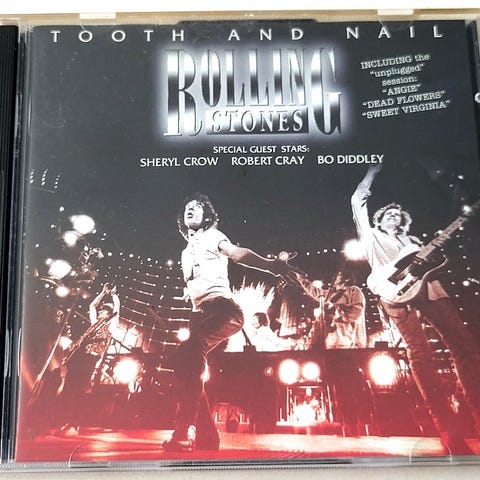 TOOTH AND NAIL
ROLLING
STONES
INCLUDING the
"unplugged"
session:
"ANGIE"
"DEAD FLOWERS"
"SWEET VIRGINIA"
SPECIAL GUEST STARS:
SHERYL CROW ROBERT CRAY BO DIDDLEY